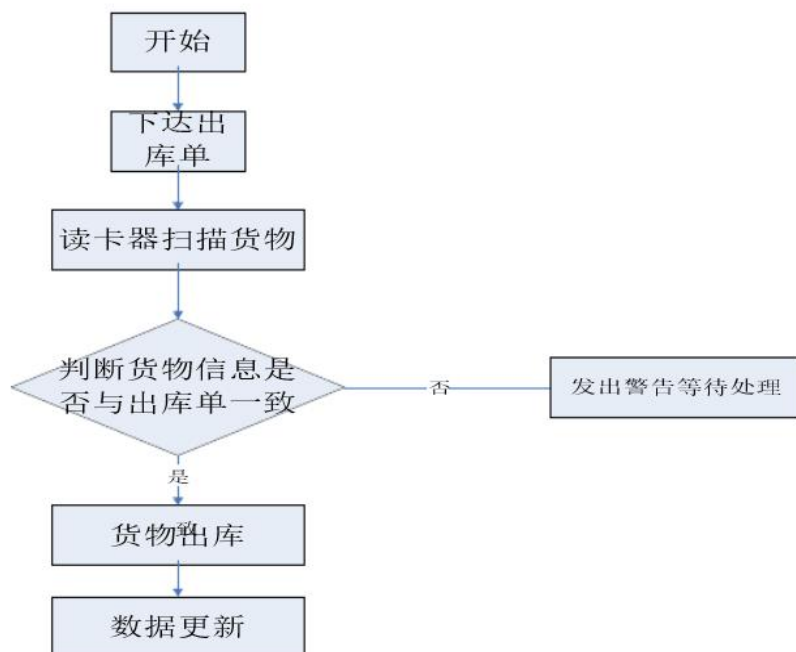 开始
下达出
库单
读卡器扫描货物
判断货物信息是
否与出库单一致
否
发出警告等待处理
是
致
货物出库
数据更新